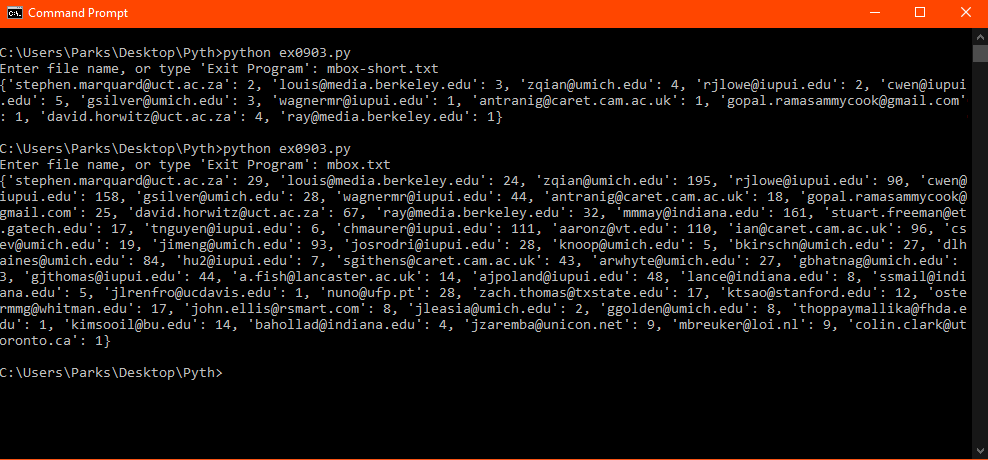 Command Prompt
C:\Users\Parks\Desktop\Pyth>python ex0903.py
Enter file name, or type 'Exit Program': mbox-short.txt
{'stephen.marquard@uct.ac.za': 2, 'louis@media.berkeley.edu': 3, 'zqian@umich.edu': 4, 'rjlowe@iupui.edu': 2, 'cwen@iupui
.edu': 5, 'gsilver@umich.edu': 3, 'wagnermr@iupui.edu': 1, 'antranig@caret.cam.ac.uk': 1, 'gopal.ramasammycook@gmail.com'
: 1, 'david.horwitz@uct.ac.za': 4, 'ray@media.berkeley.edu': 1}
C:\Users\Parks\Desktop\Pyth>python ex0903.py
Enter file name, or type 'Exit Program': mbox.txt
{'stephen.marquard@uct.ac.za': 29, 'louis@media.berkeley.edu': 24, 'zqian@umich.edu': 195, 'rjlowe@iupui.edu': 90, 'cwen@
iupui.edu': 158, 'gsilver@umich.edu': 28, 'wagnermr@iupui.edu': 44, 'antranig@caret.cam.ac.uk': 18, 'gopal.ramasammycook@
gmail.com': 25, 'david.horwitz@uct.ac.za': 67, 'ray@media.berkeley.edu': 32, 'mmmay@indiana.edu': 161, 'stuart.freeman@et
.gatech.edu': 17, 'tnguyen@iupui.edu': 6, 'chmaurer@iupui.edu': 111, 'aaronz@vt.edu': 110, 'ian@caret.cam.ac.uk': 96, 'cs
ev@umich.edu': 19, 'jimeng@umich.edu': 93, 'josrodri@iupui.edu': 28, 'knoop@umich.edu': 5, 'bkirschn@umich.edu': 27, 'dlh
aines@umich.edu': 84, 'hu2@iupui.edu': 7, 'sgithens@caret.cam.ac.uk': 43, 'arwhyte@umich.edu': 27, 'gbhatnag@umich.edu': 
3, 'gjthomas@iupui.edu': 44, 'a.fish@lancaster.ac.uk': 14, 'ajpoland@iupui.edu': 48, 'lance@indiana.edu': 8, 'ssmail@indi
ana.edu': 5, 'jlrenfro@ucdavis.edu': 1, 'nuno@ufp.pt': 28, 'zach.thomas@txstate.edu': 17, 'ktsao@stanford.edu': 12, 'oste
rmmg@whitman.edu': 17, 'john.ellis@rsmart.com': 8, 'jleasia@umich.edu': 2, 'ggolden@umich.edu': 8, 'thoppaymallika@fhda.e
du': 1, 'kimsooil@bu.edu': 14, 'bahollad@indiana.edu': 4, 'jzaremba@unicon.net': 9, 'mbreuker@loi.nl': 9, 'colin.clark@ut
oronto.ca': 1}
C:\Users\Parks\Desktop\Pyth>